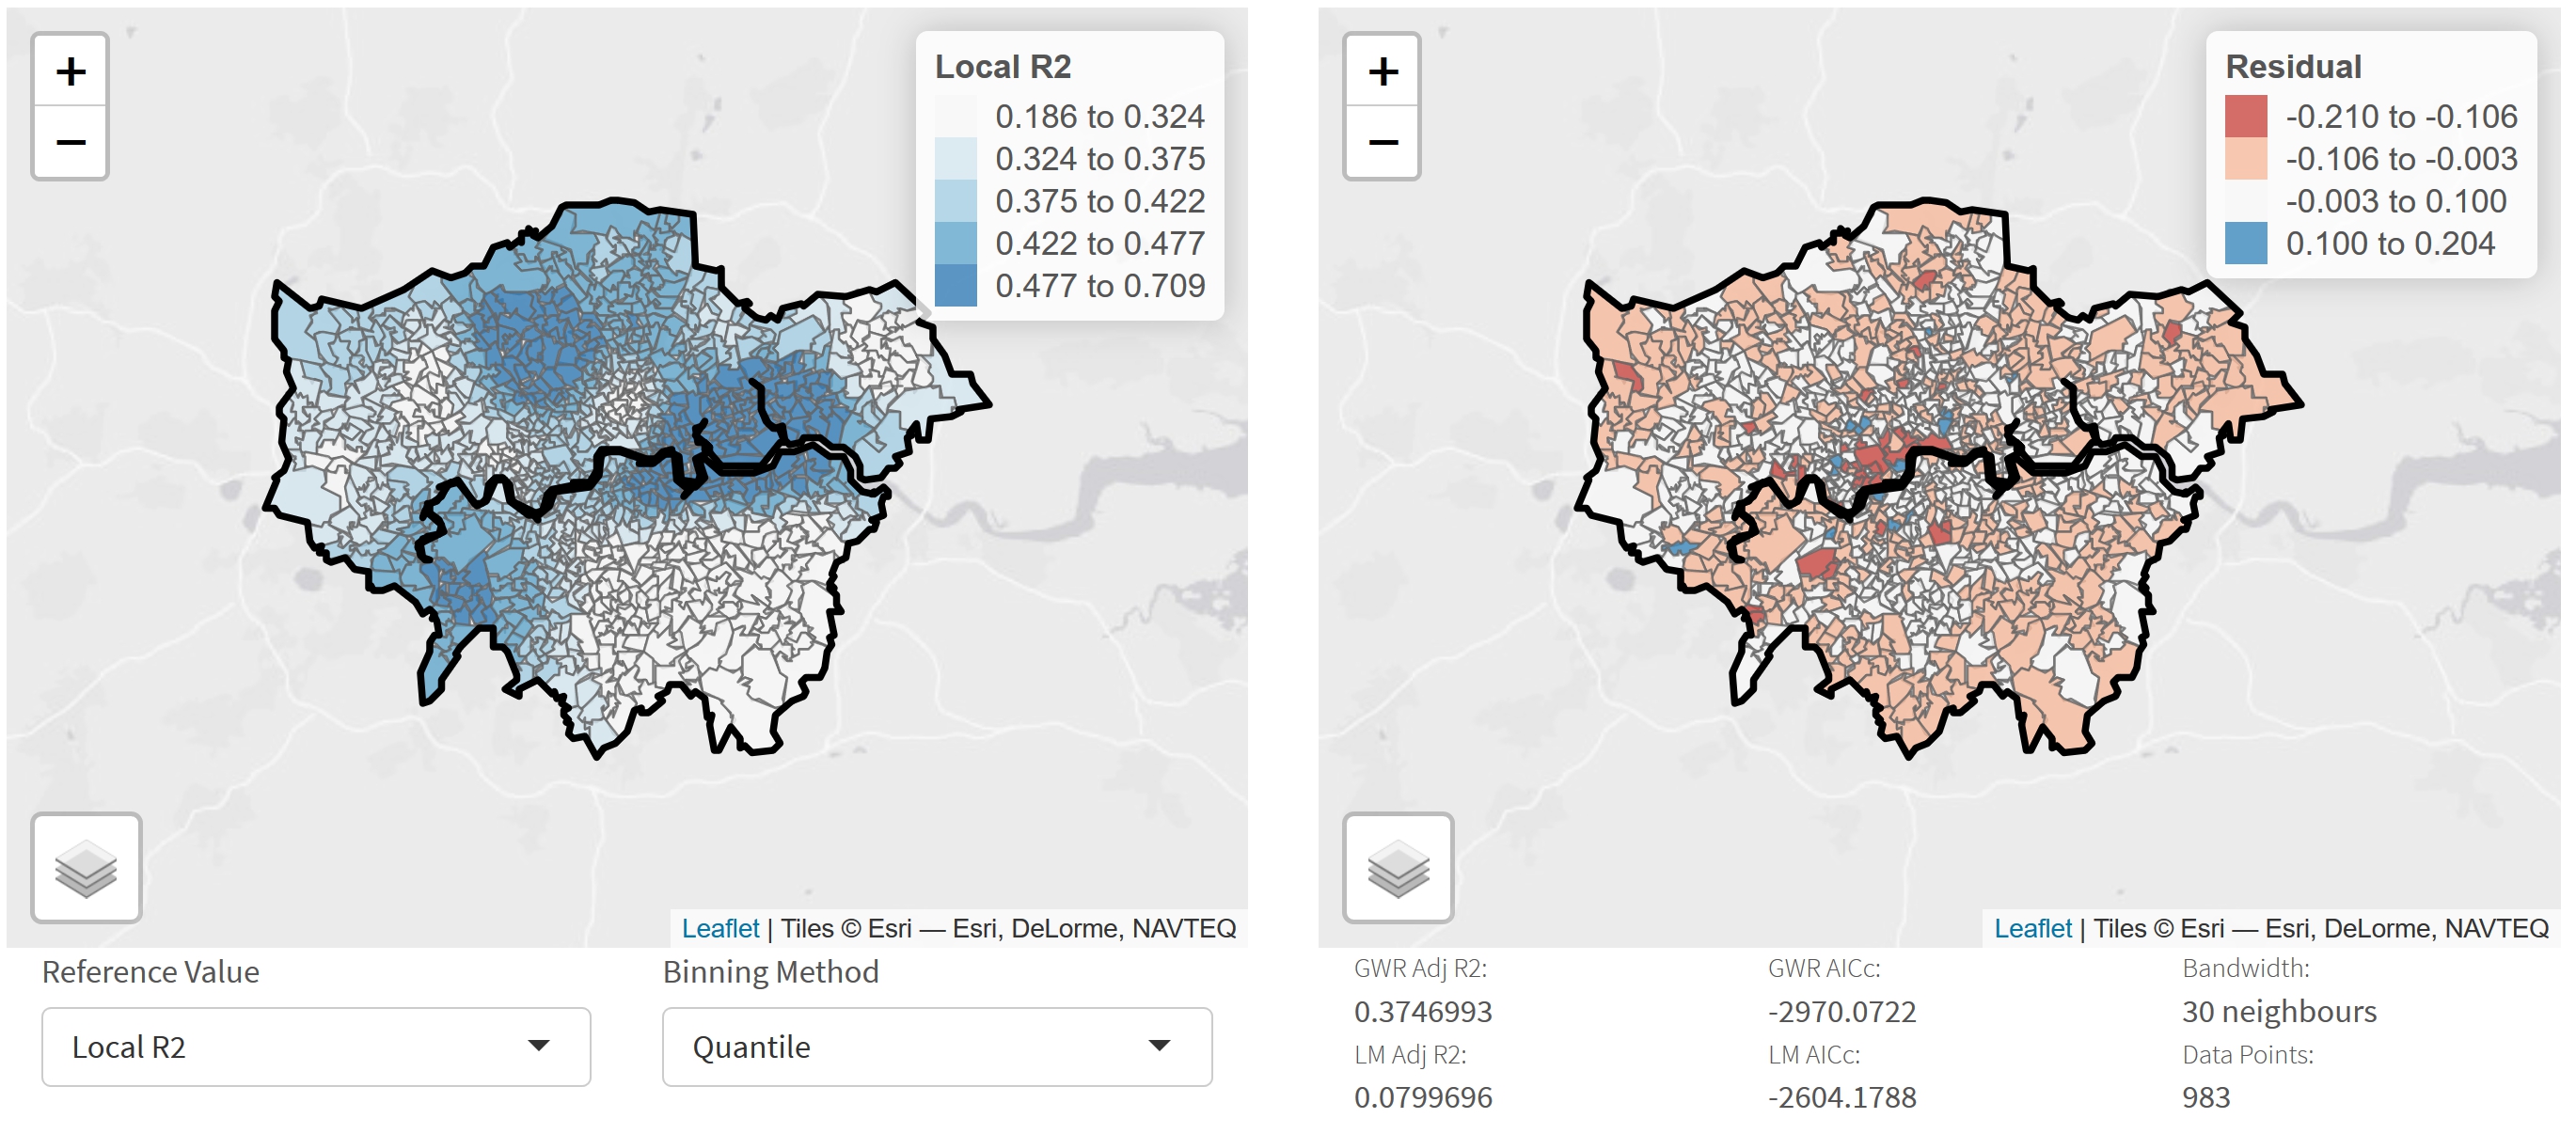 +
−
Local R2
0.186 to 0.324
0.324 to 0.375
0.375 to 0.422
0.422 to 0.477
0.477 to 0.709
Leaflet | Tiles © Esri — Esri, DeLorme, NAVTEQ
Reference Value
Binning Method
Local R2
Quantile
+
−
Residual
-0.210 to -0.106
-0.106 to -0.003
-0.003 to 0.100
0.100 to 0.204
Leaflet | Tiles © Esri — Esri, DeLorme, NAVTEQ
GWR Adj R2:
GWR AICc:
Bandwidth:
0.3746993
-2970.0722
30 neighbours
LM Adj R2:
LM AICc:
Data Points:
0.0799696
-2604.1788
983